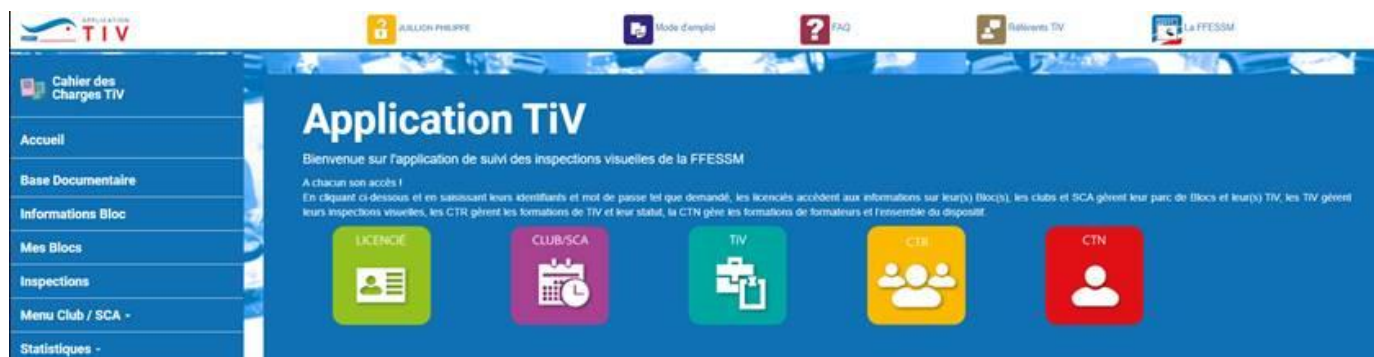 APPLICATION
TIV
JUILLION PHILIPPE
Mode d'emploi
FAQ
Référents TIV
La FFESSM
Cahier des
Charges TiV
Accueil
Base Documentaire
Informations Bloc
Mes Blocs
Inspections
Menu Club / SCA -
Statistiques -
Application TiV
Bienvenue sur l'application de suivi des inspections visuelles de la FFESSM
A chacun son accès !
En cliquant ci-dessous et en saisissant leurs identifiants et mot de passe tel que demandé, les licenciés accèdent aux informations sur leur(s) Bloc(s), les clubs et SCA gèrent leur parc de Blocs et leur(s) TIV, les TIV gèrent
leurs inspections visuelles, les CTR gèrent les formations de TIV et leur statut, la CTN gère les formations de formateurs et l'ensemble du dispositif.
LICENCIÉ
CLUB/SCA
TIV
CTR
CTN